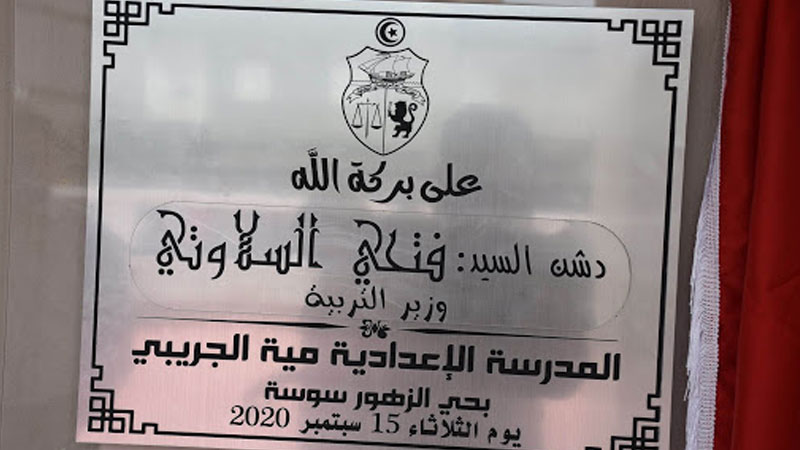 على بركة الله
دشن السيد: فتحي السلاوتي
وزير التربية
المدرسة الإعدادية مية الجريبي
بحي الزهور سوسة
يوم الثلاثاء 15 سبتمبر 2020